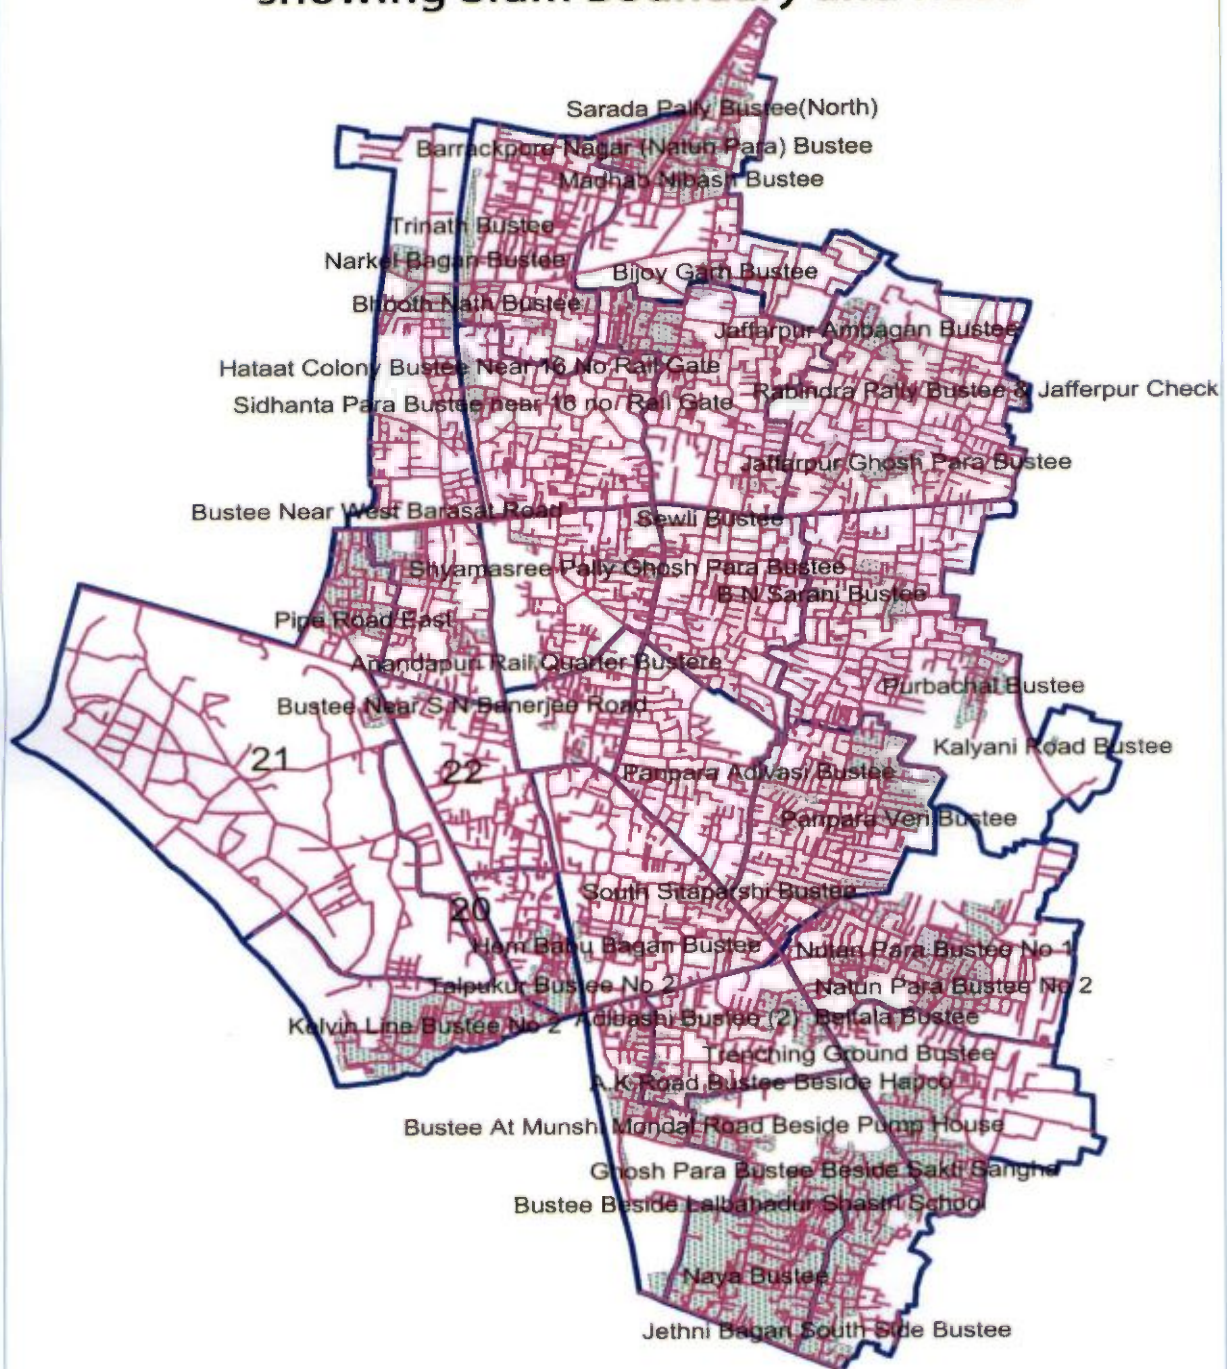 Sarada Pally Bustee(North)
Barrackpore Nagar (Natun Para) Bustee
Madhab Nibash Bustee
Trinath Bustee
Narkel Bagan Bustee
Bijoy Garh Bustee
Bhooth Nath Bustee
Jaffarpur Ambagan Bustee
Hataat Colony Bustee Near 16 No Rail Gate
Rabindra Pally Bustee & Jafferpur Check
Sidhanta Para Bustee near 16 no/ Rail Gate
Jaffarpur Ghosh Para Bustee
Bustee Near West Barasat Road
Sewli Bustee
Shyamasree Pally Ghosh Para Bustee
B N Sarani Bustee
Pipe Road East
Anandapuri Rail Quarter Bustere
Purbachal Bustee
Bustee Near S N Banerjee Road
Kalyani Road Bustee
21
22
Panpara Adivasi Bustee
Panpara Veri Bustee
South Sitaparshi Bustee
20
Hem Babu Bagan Bustee
Nutan Para Bustee No 1
Talpukur Bustee No 2
Natun Para Bustee No 2
Kelvin Line Bustee No 2
Adibashi Bustee (2)
Beltala Bustee
Trenching Ground Bustee
A.K Road Bustee Beside Hapco
Bustee At Munshi Mondal Road Beside Pump House
Ghosh Para Bustee Beside Sakti Sangha
Bustee Beside Lalbahadur Shastri School
Naya Bustee
Jethni Bagan South Side Bustee